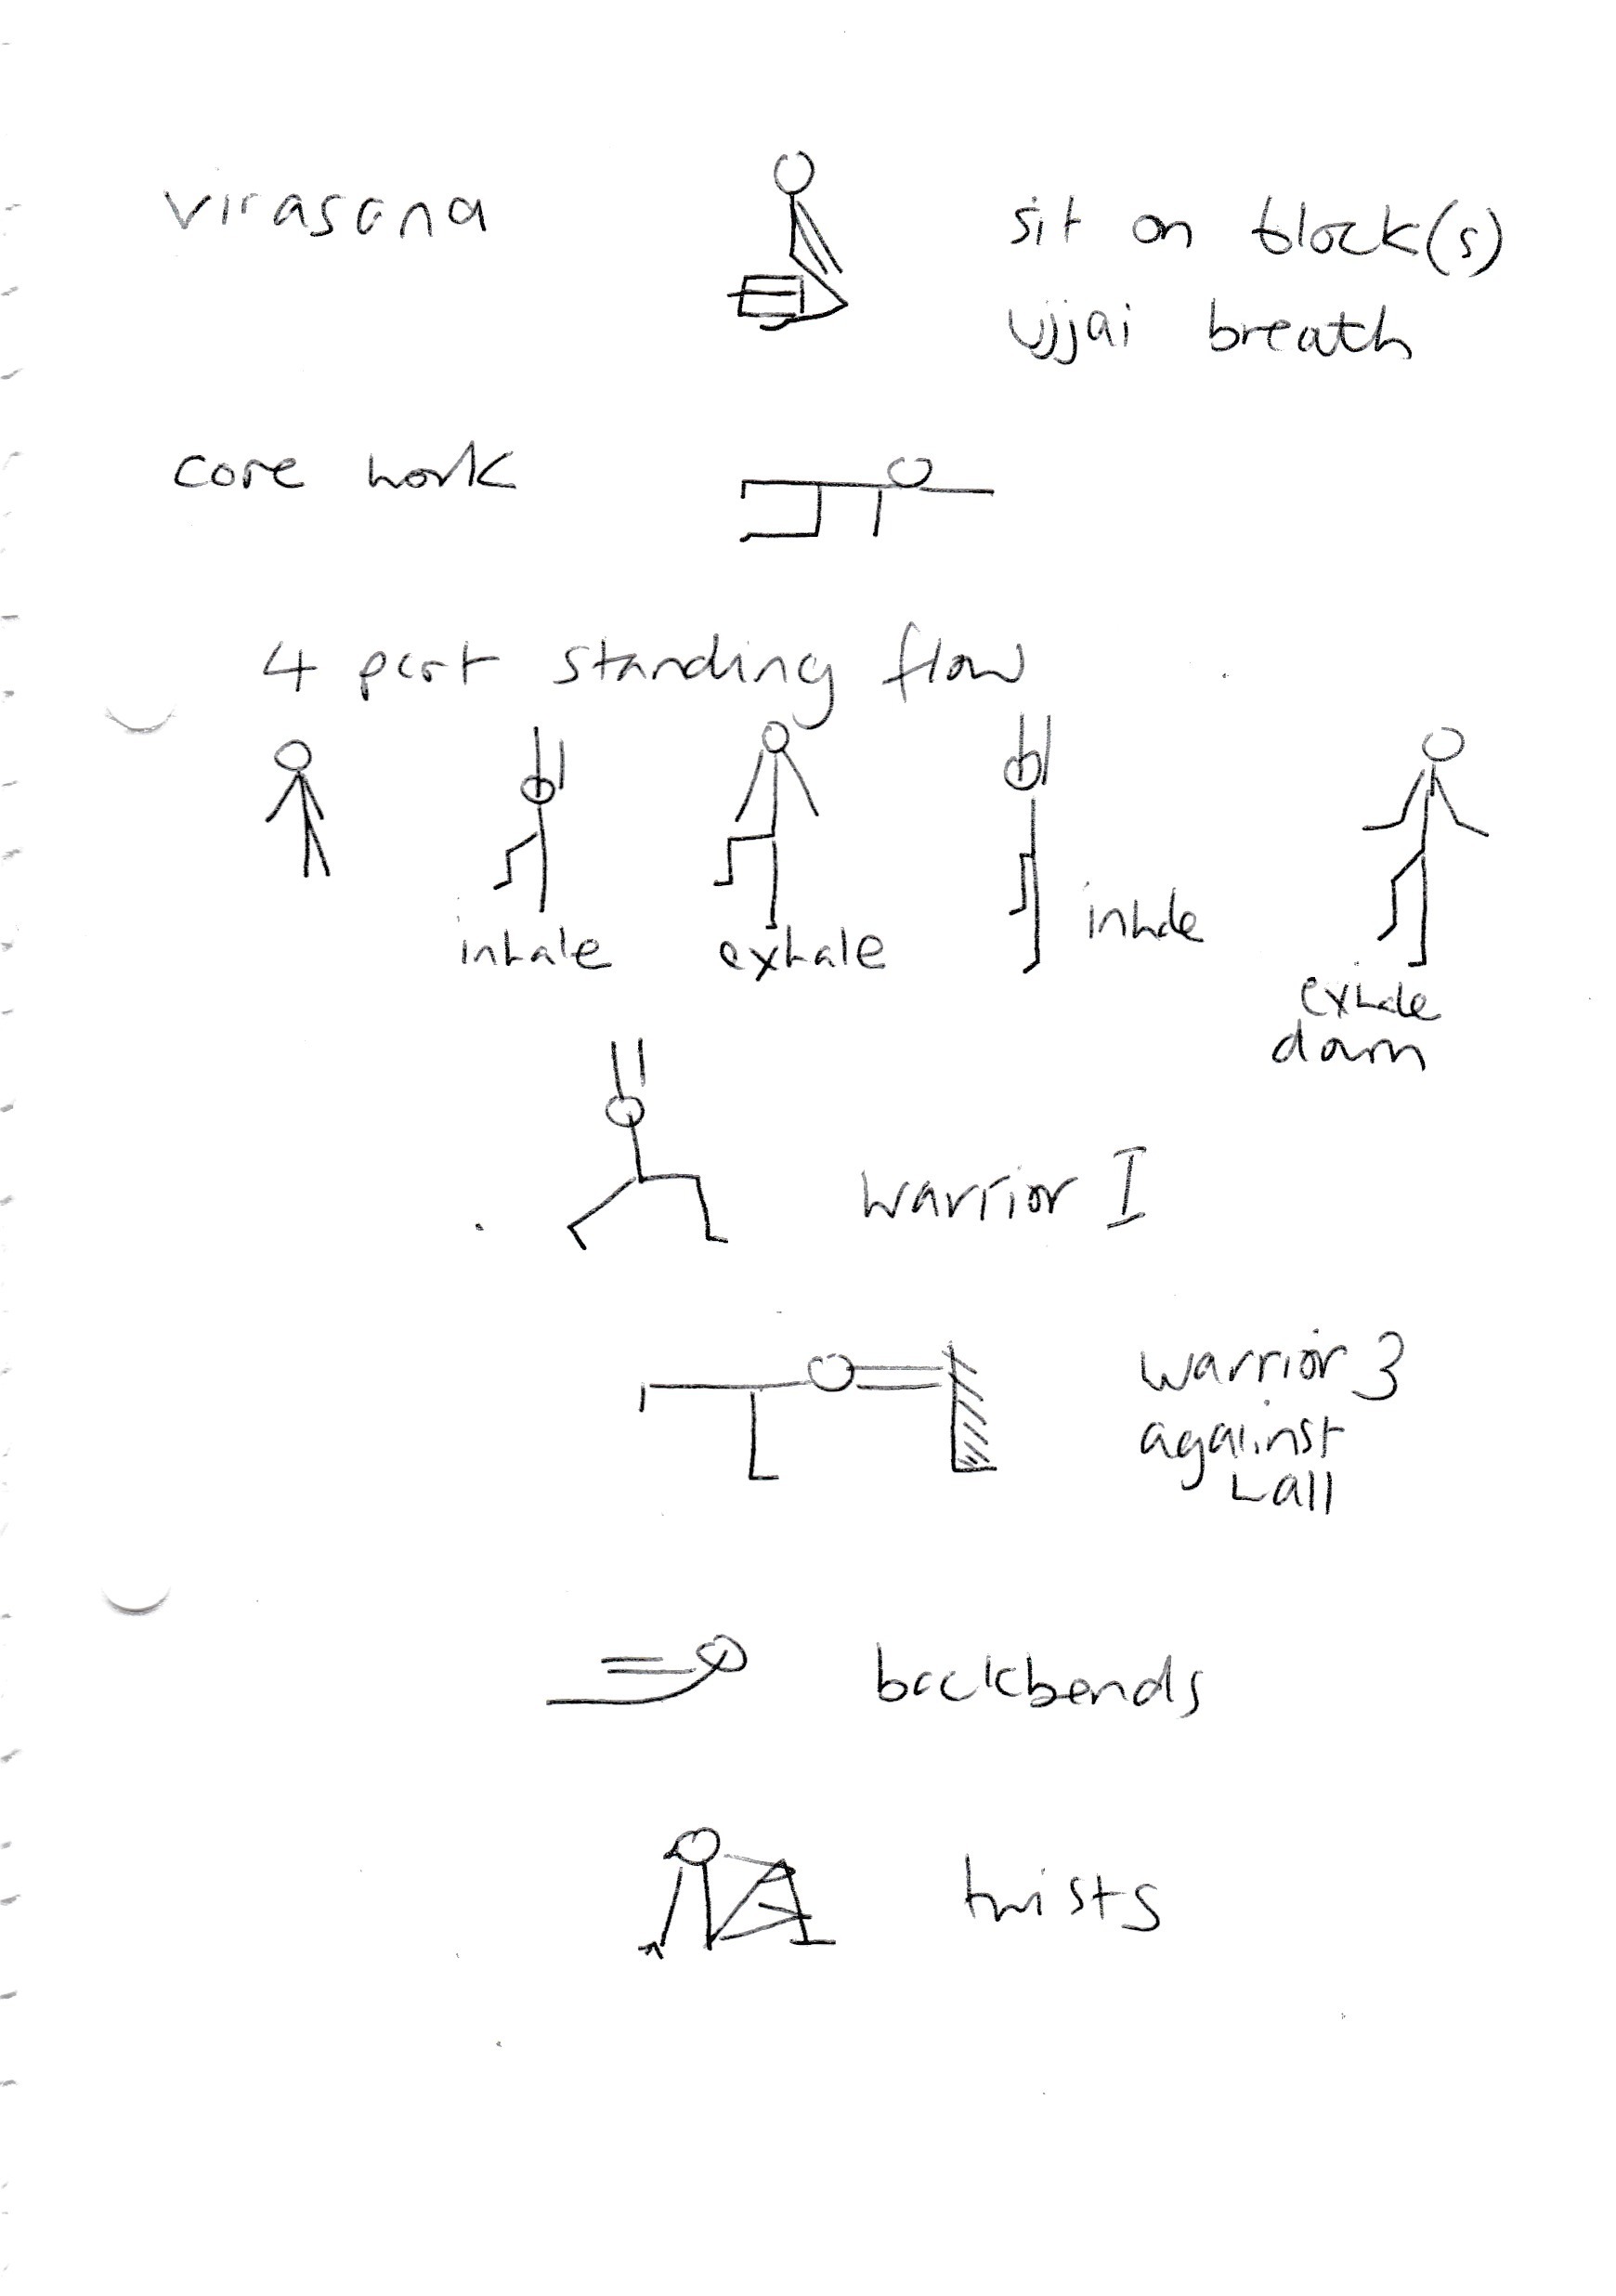 virasana
sit on block(s)
ujjai breath
core work
4 part standing flow
inhale
exhale
inhale
exhale
down
warrior I
warrior 3
against
wall
backbends
twists